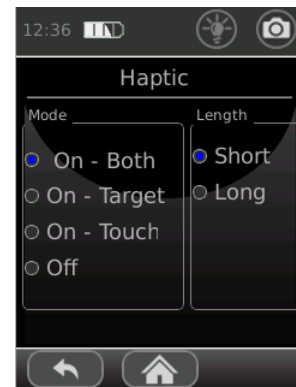 12:36
Haptic
Mode
On - Both
On - Target
On - Touch
Off
Length
Short
Long